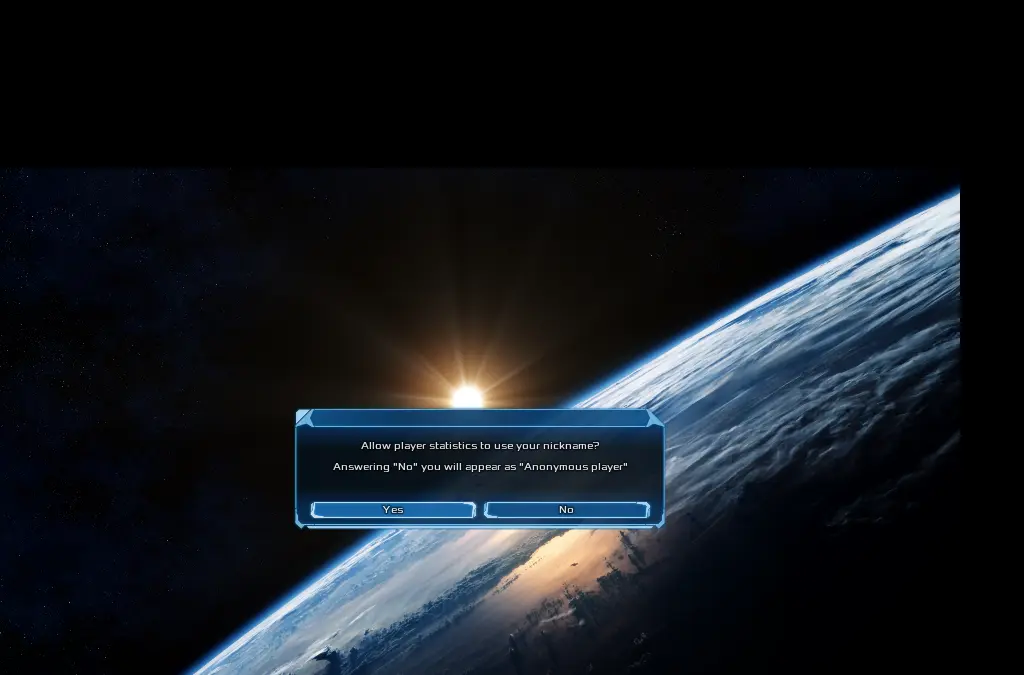 Allow player statistics to use your nickname?
Answering "No" you will appear as "Anonymous player"
Yes
No